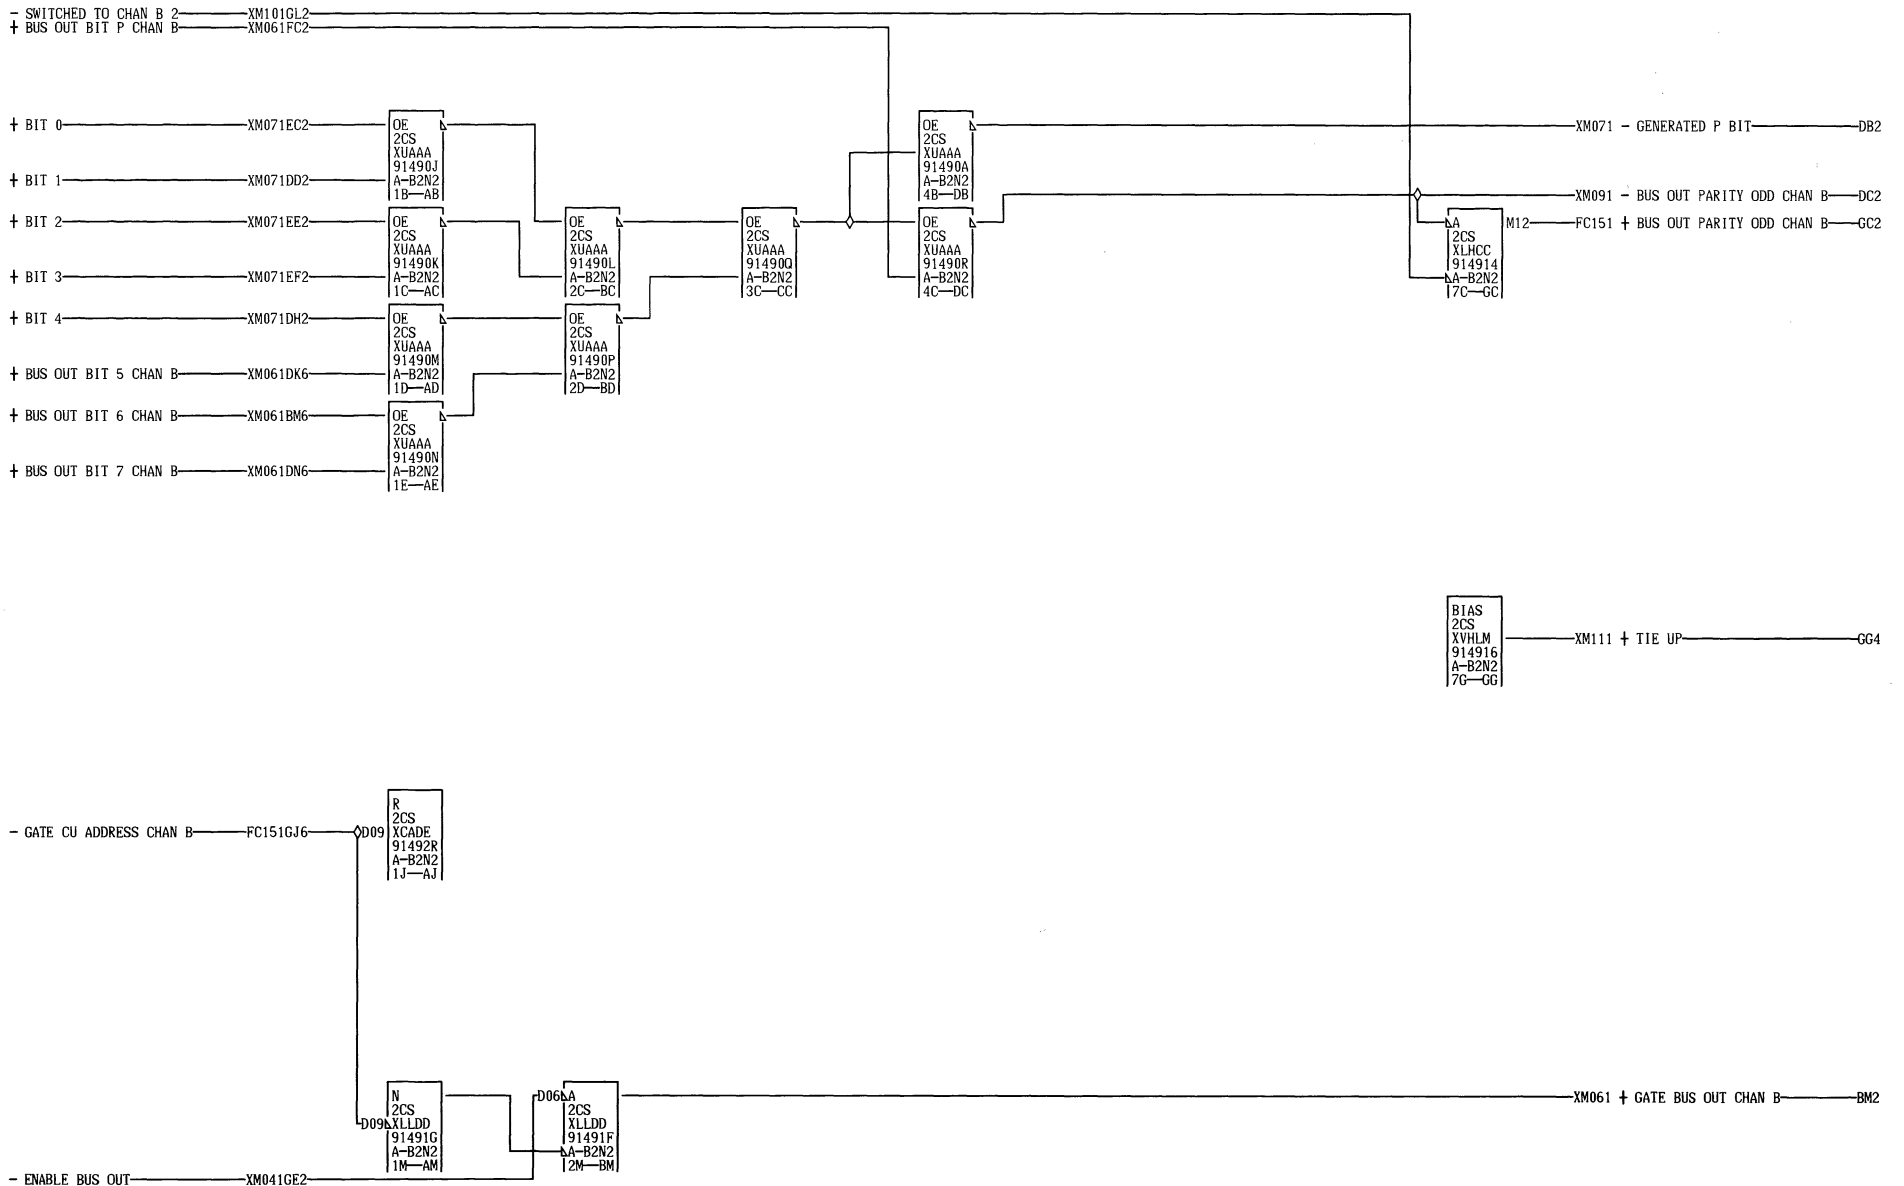 - SWITCHED TO CHAN B 2 XM101GL2
+ BUS OUT BIT P CHAN B XM061FC2
+ BIT 0 XM071EC2
OE
2CS
XUAAA
91490J
A-B2N2
1B AB
OE
2CS
XUAAA
91490A
A-B2N2
4B DB
XM071 - GENERATED P BIT DB2
+ BIT 1 XM071DD2
XM091 - BUS OUT PARITY ODD CHAN B DC2
+ BIT 2 XM071EE2
OE
2CS
XUAAA
91490K
A-B2N2
1C AC
OE
2CS
XUAAA
91490L
A-B2N2
2C BC
OE
2CS
XUAAA
91490Q
A-B2N2
3C CC
OE
2CS
XUAAA
91490R
A-B2N2
4C DC
A
2CS
XLHCC
914914
A-B2N2
7C GC
M12 FC151 + BUS OUT PARITY ODD CHAN B GC2
+ BIT 3 XM071EF2
+ BIT 4 XM071DH2
OE
2CS
XUAAA
91490M
A-B2N2
1D AD
OE
2CS
XUAAA
91490P
A-B2N2
2D BD
+ BUS OUT BIT 5 CHAN B XM061DK6
+ BUS OUT BIT 6 CHAN B XM061BM6
OE
2CS
XUAAA
91490N
A-B2N2
1E AE
+ BUS OUT BIT 7 CHAN B XM061DN6
BIAS
2CS
XVHLM
914916
A-B2N2
7G GG
XM111 + TIE UP GG4
- GATE CU ADDRESS CHAN B FC151GJ6 D09
R
2CS
XCADE
91492R
A-B2N2
1J AJ
D09
N
2CS
XLLDD
91491G
A-B2N2
1M AM
D06
A
2CS
XLLDD
91491F
A-B2N2
2M BM
XM061 + GATE BUS OUT CHAN B BM2
- ENABLE BUS OUT XM041GE2